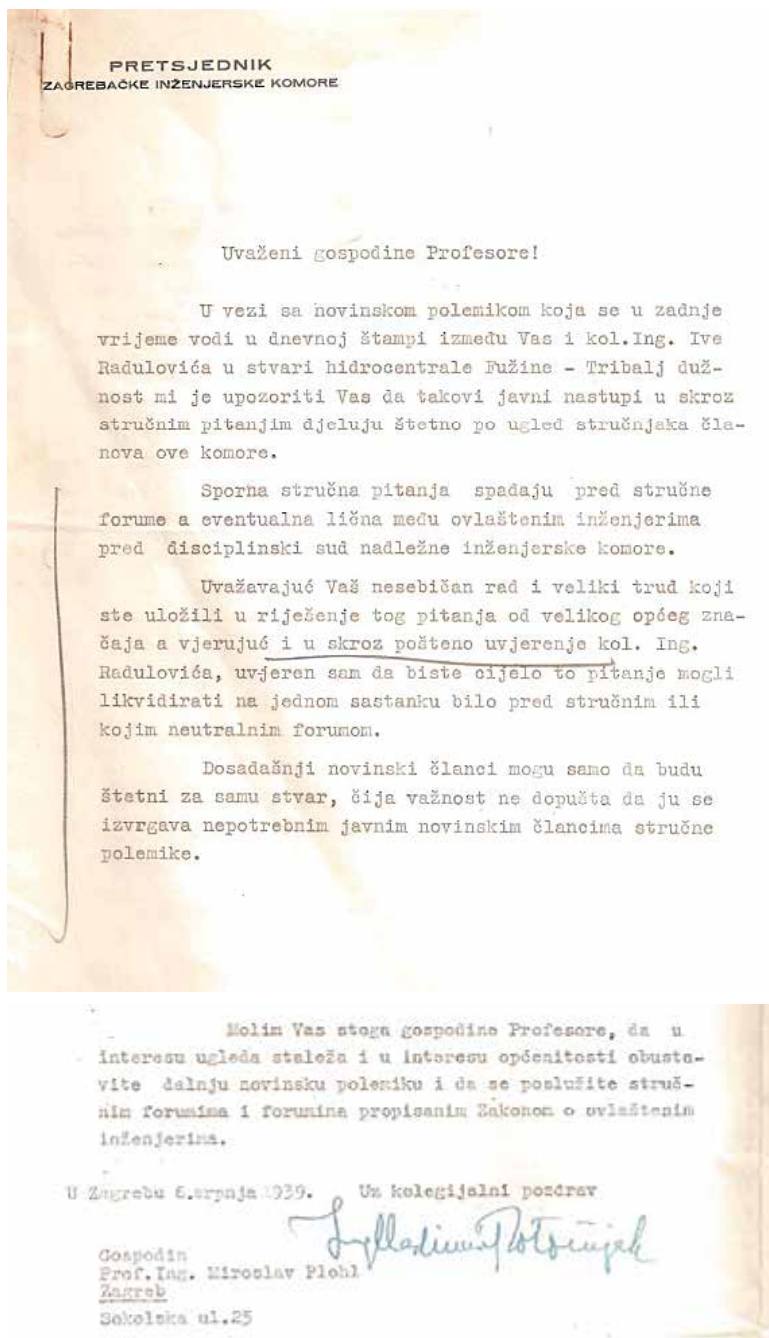 PRETSJEDNIK
ZAGREBAČKE INŽENJERSKE KOMORE
Uvaženi gospodine Profesore!
U vezi sa novinskom polemikom koja se u zadnje
vrijeme vodi u dnevnoj štampi između Vas i kol.Ing. Ive
Radulovića u stvari hidrocentrale Fužine - Tribalj duž-
nost mi je upozoriti Vas da takovi javni nastupi u skroz
stručnim pitanjim djeluju štetno po ugled stručnjaka čla-
nova ove komore.
Sporna stručna pitanja spadaju pred stručne
forume a eventualna lična među ovlaštenim inženjerima
pred disciplinski sud nadležne inženjerske komore.
Uvažavajuć Vaš nesebičan rad i veliki trud koji
ste uložili u riješenje tog pitanja od velikog općeg zna-
čaja a vjerujuć i u skroz pošteno uvjerenje kol. Ing.
Radulovića, uvjeren sam da biste cijelo to pitanje mogli
likvidirati na jednom sastanku bilo pred stručnim ili
kojim neutralnim forumom.
Dosadašnji novinski članci mogu samo da budu
štetni za samu stvar, čija važnost ne dopušta da ju se
izvrgava nepotrebnim javnim novinskim člancima stručne
polemike.
Molim Vas stoga gospodine Profesore, da u
interesu ugleda staleža i u interesu općenitosti obusta-
vite dalnju novinsku polemiku i da se poslužite struč-
nim forumima i forumima propisanim Zakonom o ovlaštenim
inženjerima.
U Zagrebu 6.srpnja 1939. Uz kolegijalni pozdrav
Gospodin
Prof.Ing. Miroslav Plohl
Zagreb
Sokolska ul.25